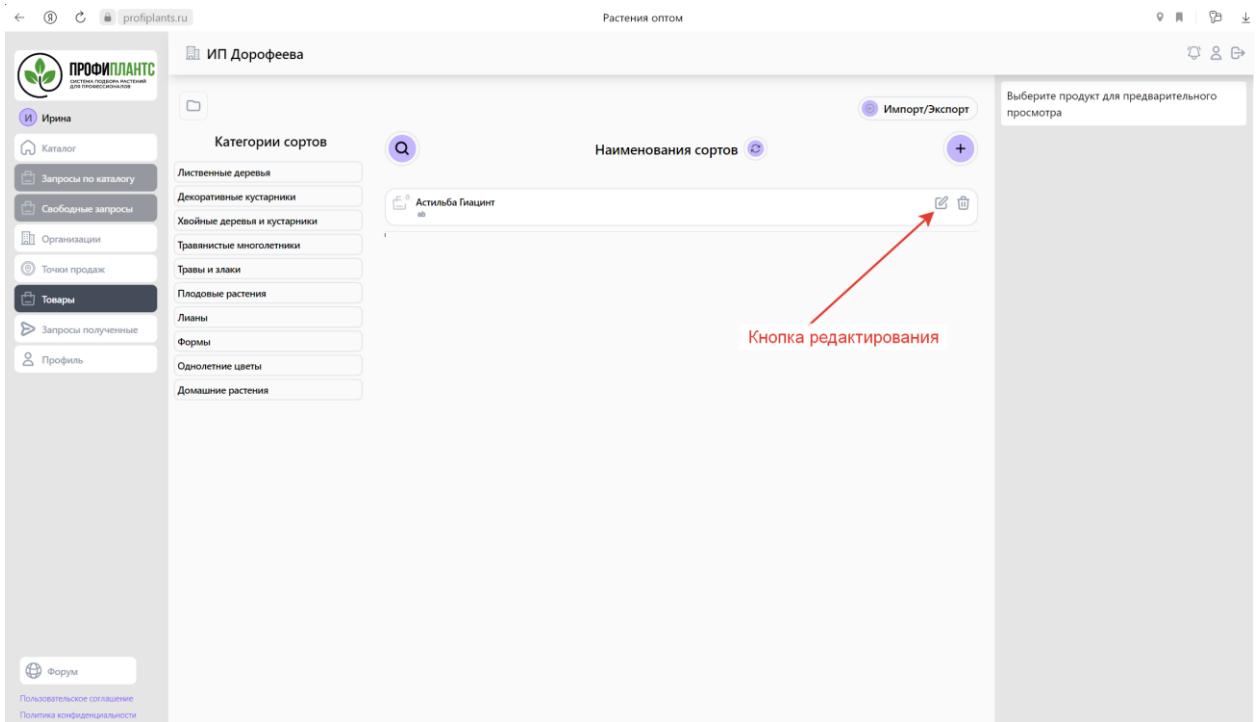 profiplants.ru
Растения оптом
ПРОФИПЛАНТС
СИСТЕМА ПОДБОРА РАСТЕНИЙ
ДЛЯ ПРОФЕССИОНАЛОВ
ИП Дорофеева
И Ирина
Каталог
Запросы по каталогу
Свободные запросы
Организации
Точки продаж
Товары
Запросы полученные
Профиль
Форум
Пользовательское соглашение
Политика конфиденциальности
Категории сортов
Лиственные деревья
Декоративные кустарники
Хвойные деревья и кустарники
Травянистые многолетники
Травы и злаки
Плодовые растения
Лианы
Формы
Однолетние цветы
Домашние растения
Импорт/Экспорт
Наименования сортов
0
Астильба Гиацинт
ab
Кнопка редактирования
Выберите продукт для предварительного
просмотра